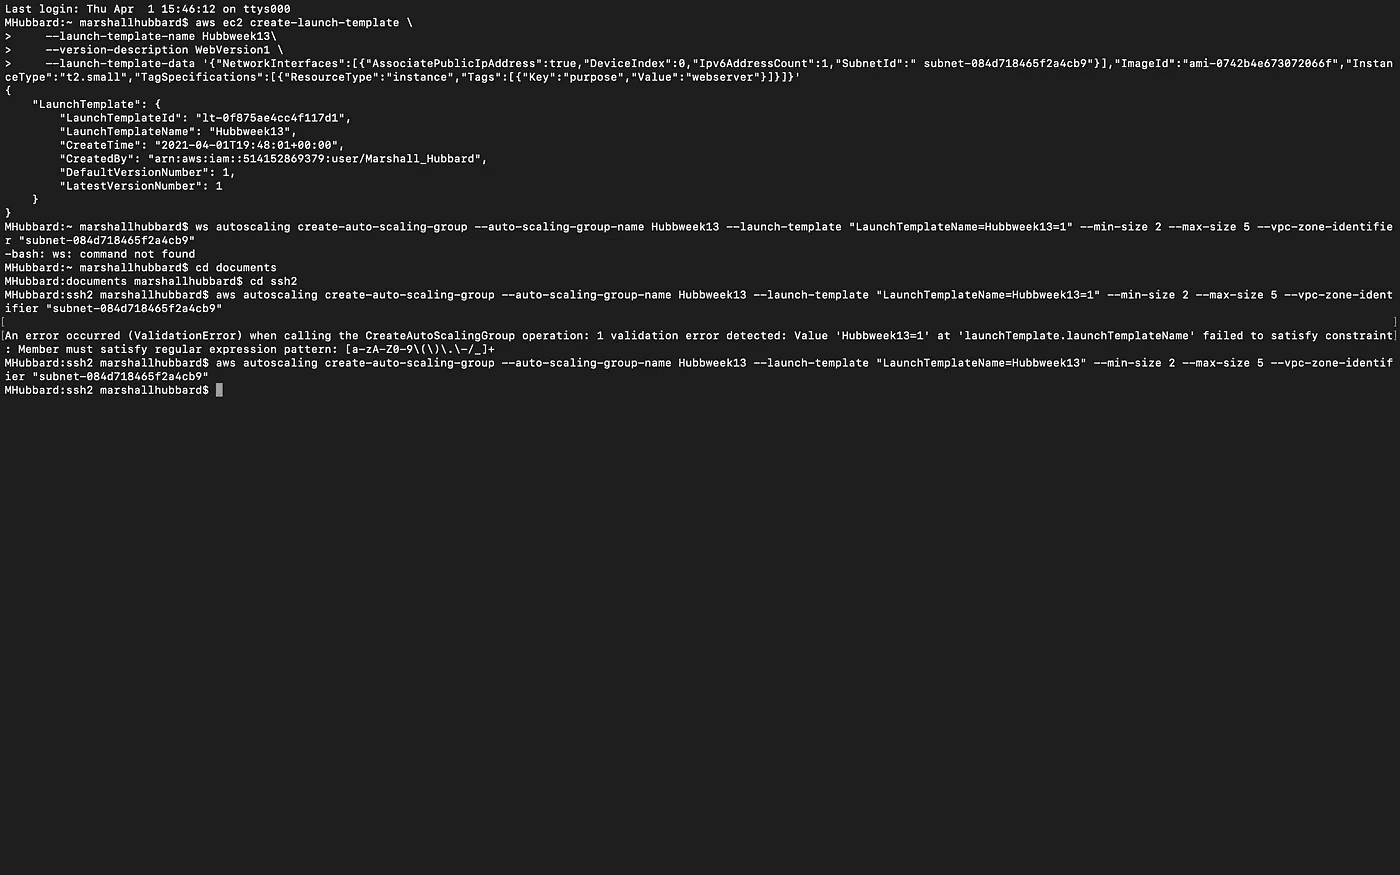 Last login: Thu Apr  1 15:46:12 on ttys000
MHubbard:~ marshallhubbard$ aws ec2 create-launch-template \
>     --launch-template-name Hubbweek13\
>     --version-description WebVersion1 \
>     --launch-template-data '{"NetworkInterfaces":[{"AssociatePublicIpAddress":true,"DeviceIndex":0,"Ipv6AddressCount":1,"SubnetId":" subnet-084d718465f2a4cb9"}],"ImageId":"ami-0742b4e673072066f","Instan
ceType":"t2.small","TagSpecifications":[{"ResourceType":"instance","Tags":[{"Key":"purpose","Value":"webserver"}]}]}'
{
    "LaunchTemplate": {
        "LaunchTemplateId": "lt-0f875ae4cc4f117d1",
        "LaunchTemplateName": "Hubbweek13",
        "CreateTime": "2021-04-01T19:48:01+00:00",
        "CreatedBy": "arn:aws:iam::514152869379:user/Marshall_Hubbard",
        "DefaultVersionNumber": 1,
        "LatestVersionNumber": 1
    }
}
MHubbard:~ marshallhubbard$ ws autoscaling create-auto-scaling-group --auto-scaling-group-name Hubbweek13 --launch-template "LaunchTemplateName=Hubbweek13=1" --min-size 2 --max-size 5 --vpc-zone-identifie
r "subnet-084d718465f2a4cb9"
-bash: ws: command not found
MHubbard:~ marshallhubbard$ cd documents
MHubbard:documents marshallhubbard$ cd ssh2
MHubbard:ssh2 marshallhubbard$ aws autoscaling create-auto-scaling-group --auto-scaling-group-name Hubbweek13 --launch-template "LaunchTemplateName=Hubbweek13=1" --min-size 2 --max-size 5 --vpc-zone-ident
ifier "subnet-084d718465f2a4cb9"
[ ]
[An error occurred (ValidationError) when calling the CreateAutoScalingGroup operation: 1 validation error detected: Value 'Hubbweek13=1' at 'launchTemplate.launchTemplateName' failed to satisfy constraint]
: Member must satisfy regular expression pattern: [a-zA-Z0-9\(\)\.\-/_]+
MHubbard:ssh2 marshallhubbard$ aws autoscaling create-auto-scaling-group --auto-scaling-group-name Hubbweek13 --launch-template "LaunchTemplateName=Hubbweek13" --min-size 2 --max-size 5 --vpc-zone-identif
ier "subnet-084d718465f2a4cb9"
MHubbard:ssh2 marshallhubbard$